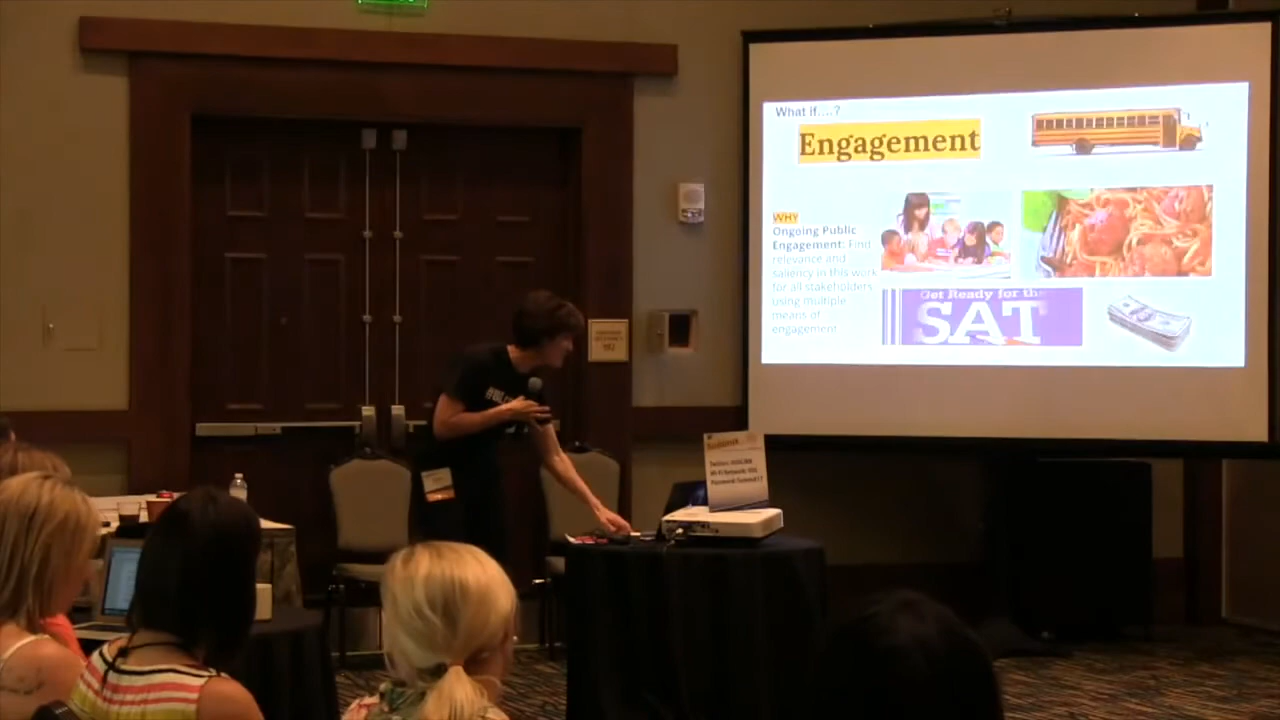 What if....?
Engagement
WHY
Ongoing Public
Engagement: Find
relevance and
saliency in this work
for all stakeholders
using multiple
means of
engagement
Get Ready for the
SAT